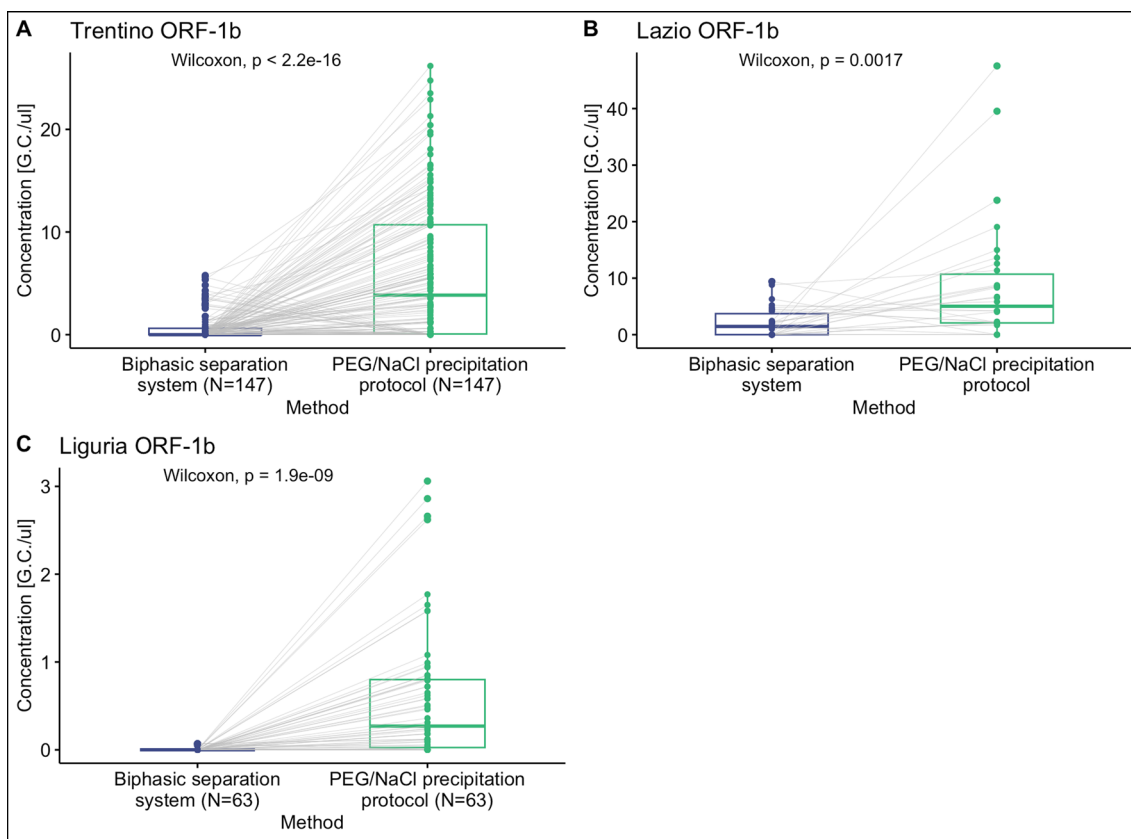 A Trentino ORF-1b
Wilcoxon, p < 2.2e-16
Concentration [G.C./ul]
20
10
0
Biphasic separation
system (N=147)
PEG/NaCl precipitation
protocol (N=147)
Method
B Lazio ORF-1b
Wilcoxon, p = 0.0017
Concentration [G.C./ul]
40
30
20
10
0
Biphasic separation
system
PEG/NaCl precipitation
protocol
Method
C Liguria ORF-1b
Wilcoxon, p = 1.9e-09
Concentration [G.C./ul]
3
2
1
0
Biphasic separation
system (N=63)
PEG/NaCl precipitation
protocol (N=63)
Method